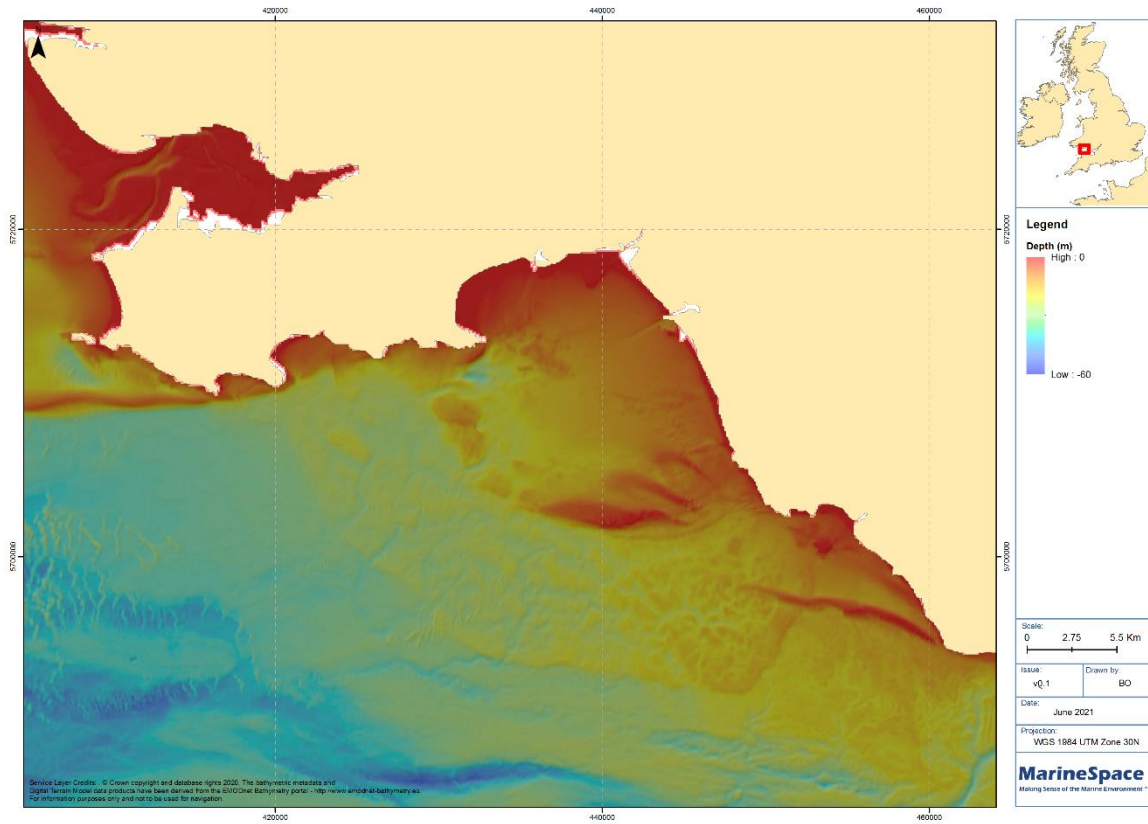 420000
440000
460000
5720000
5720000
5700000
5700000
420000
440000
460000
Service Layer Credits: © Crown copyright and database rights 2020. The bathymetric metadata and
Digital Terrain Model data products have been derived from the EMODnet Bathymetry portal - http://www.emodnet-bathymetry.eu.
For information purposes only and not to be used for navigation.
Legend
Depth (m)
High : 0
Low : -60
Scale:
0 2.75 5.5 Km
Issue:
v0.1
Drawn by:
BO
Date:
June 2021
Projection:
WGS 1984 UTM Zone 30N
MarineSpace
Making Sense of the Marine Environment ™